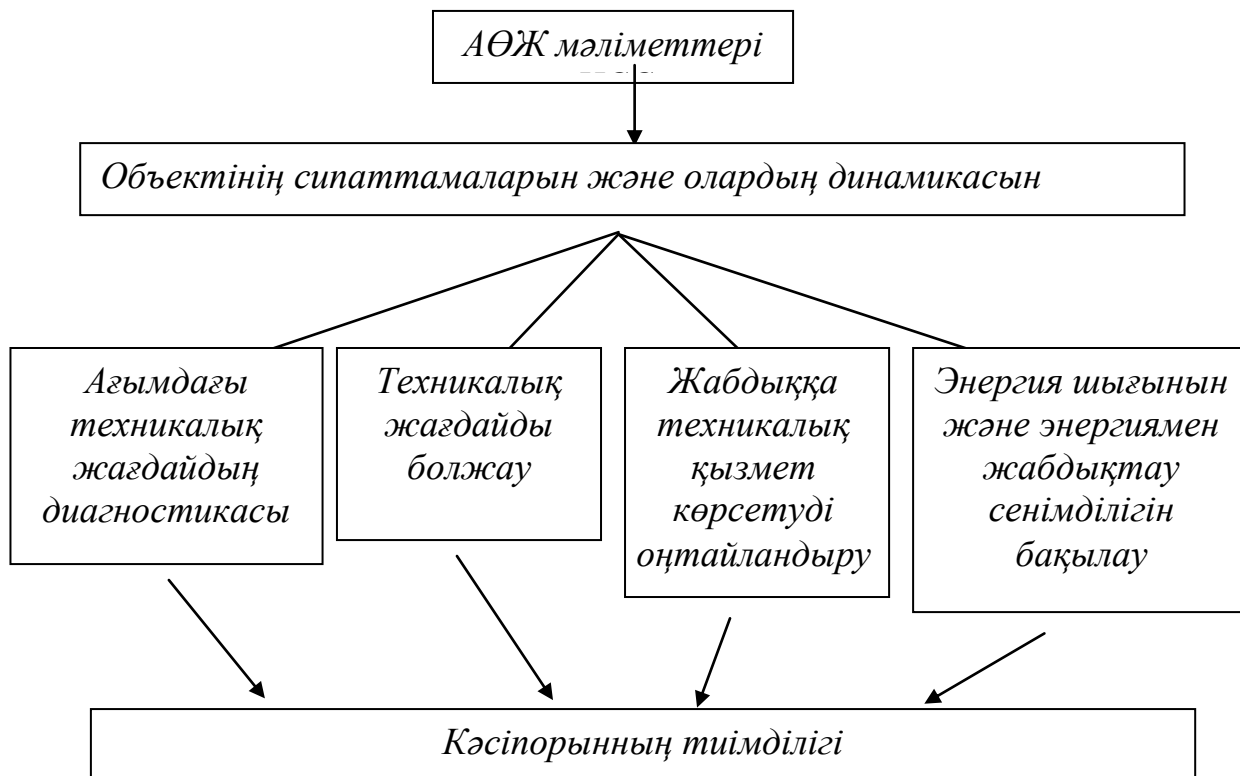 АӨЖ мәліметтері
Объектінің сипаттамаларын және олардың динамикасын
Ағымдағы
техникалық
жағдайдың
диагностикасы
Техникалық
жағдайды
болжау
Жабдыққа
техникалық
қызмет
көрсетуді
оңтайландыру
Энергия шығынын
және энергиямен
жабдықтау
сенімділігін
бақылау
Кәсіпорынның тиімділігі